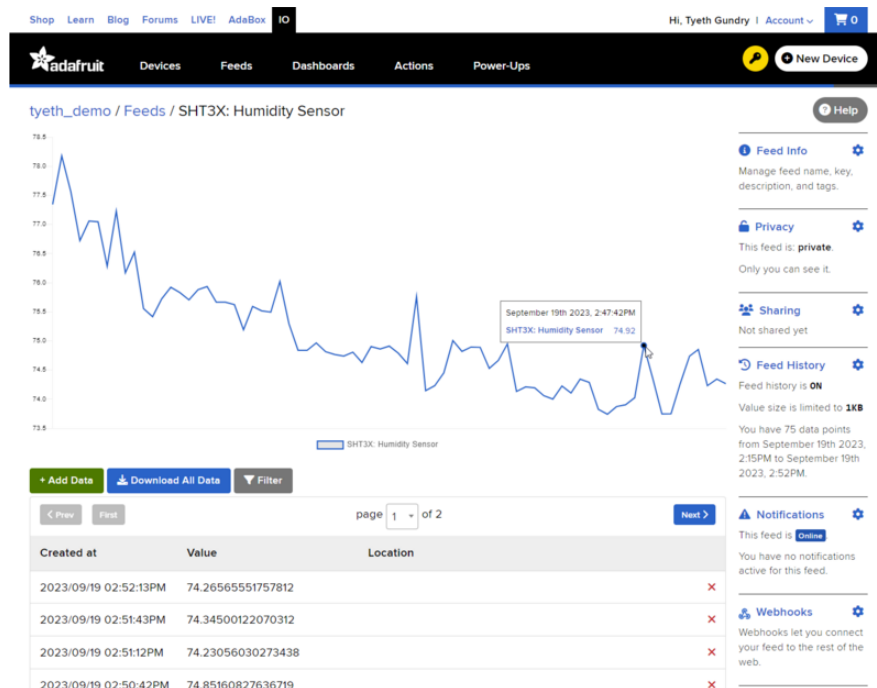 Shop Learn Blog Forums LIVE! AdaBox IO
Hi, Tyeth Gundry | Account 0
adafruit Devices Feeds Dashboards Actions Power-Ups New Device
tyeth_demo / Feeds / SHT3X: Humidity Sensor
Help
78.5
78.0
77.5
77.0
76.5
76.0
75.5
75.0
74.5
74.0
73.5
September 19th 2023, 2:47:42PM
SHT3X: Humidity Sensor 74.92
SHT3X: Humidity Sensor
+ Add Data Download All Data Filter
Prev First page 1 of 2 Next
Created at Value Location
2023/09/19 02:52:13PM 74.26565551757812
2023/09/19 02:51:43PM 74.34500122070312
2023/09/19 02:51:12PM 74.23056030273438
2023/09/19 02:50:42PM 74.85160827636719
Feed Info
Manage feed name, key,
description, and tags.
Privacy
This feed is: private.
Only you can see it.
Sharing
Not shared yet
Feed History
Feed history is ON
Value size is limited to 1KB
You have 75 data points
from September 19th 2023,
2:15PM to September 19th
2023, 2:52PM.
Notifications
This feed is Online.
You have no notifications
active for this feed.
Webhooks
Webhooks let you connect
your feed to the rest of the
web.